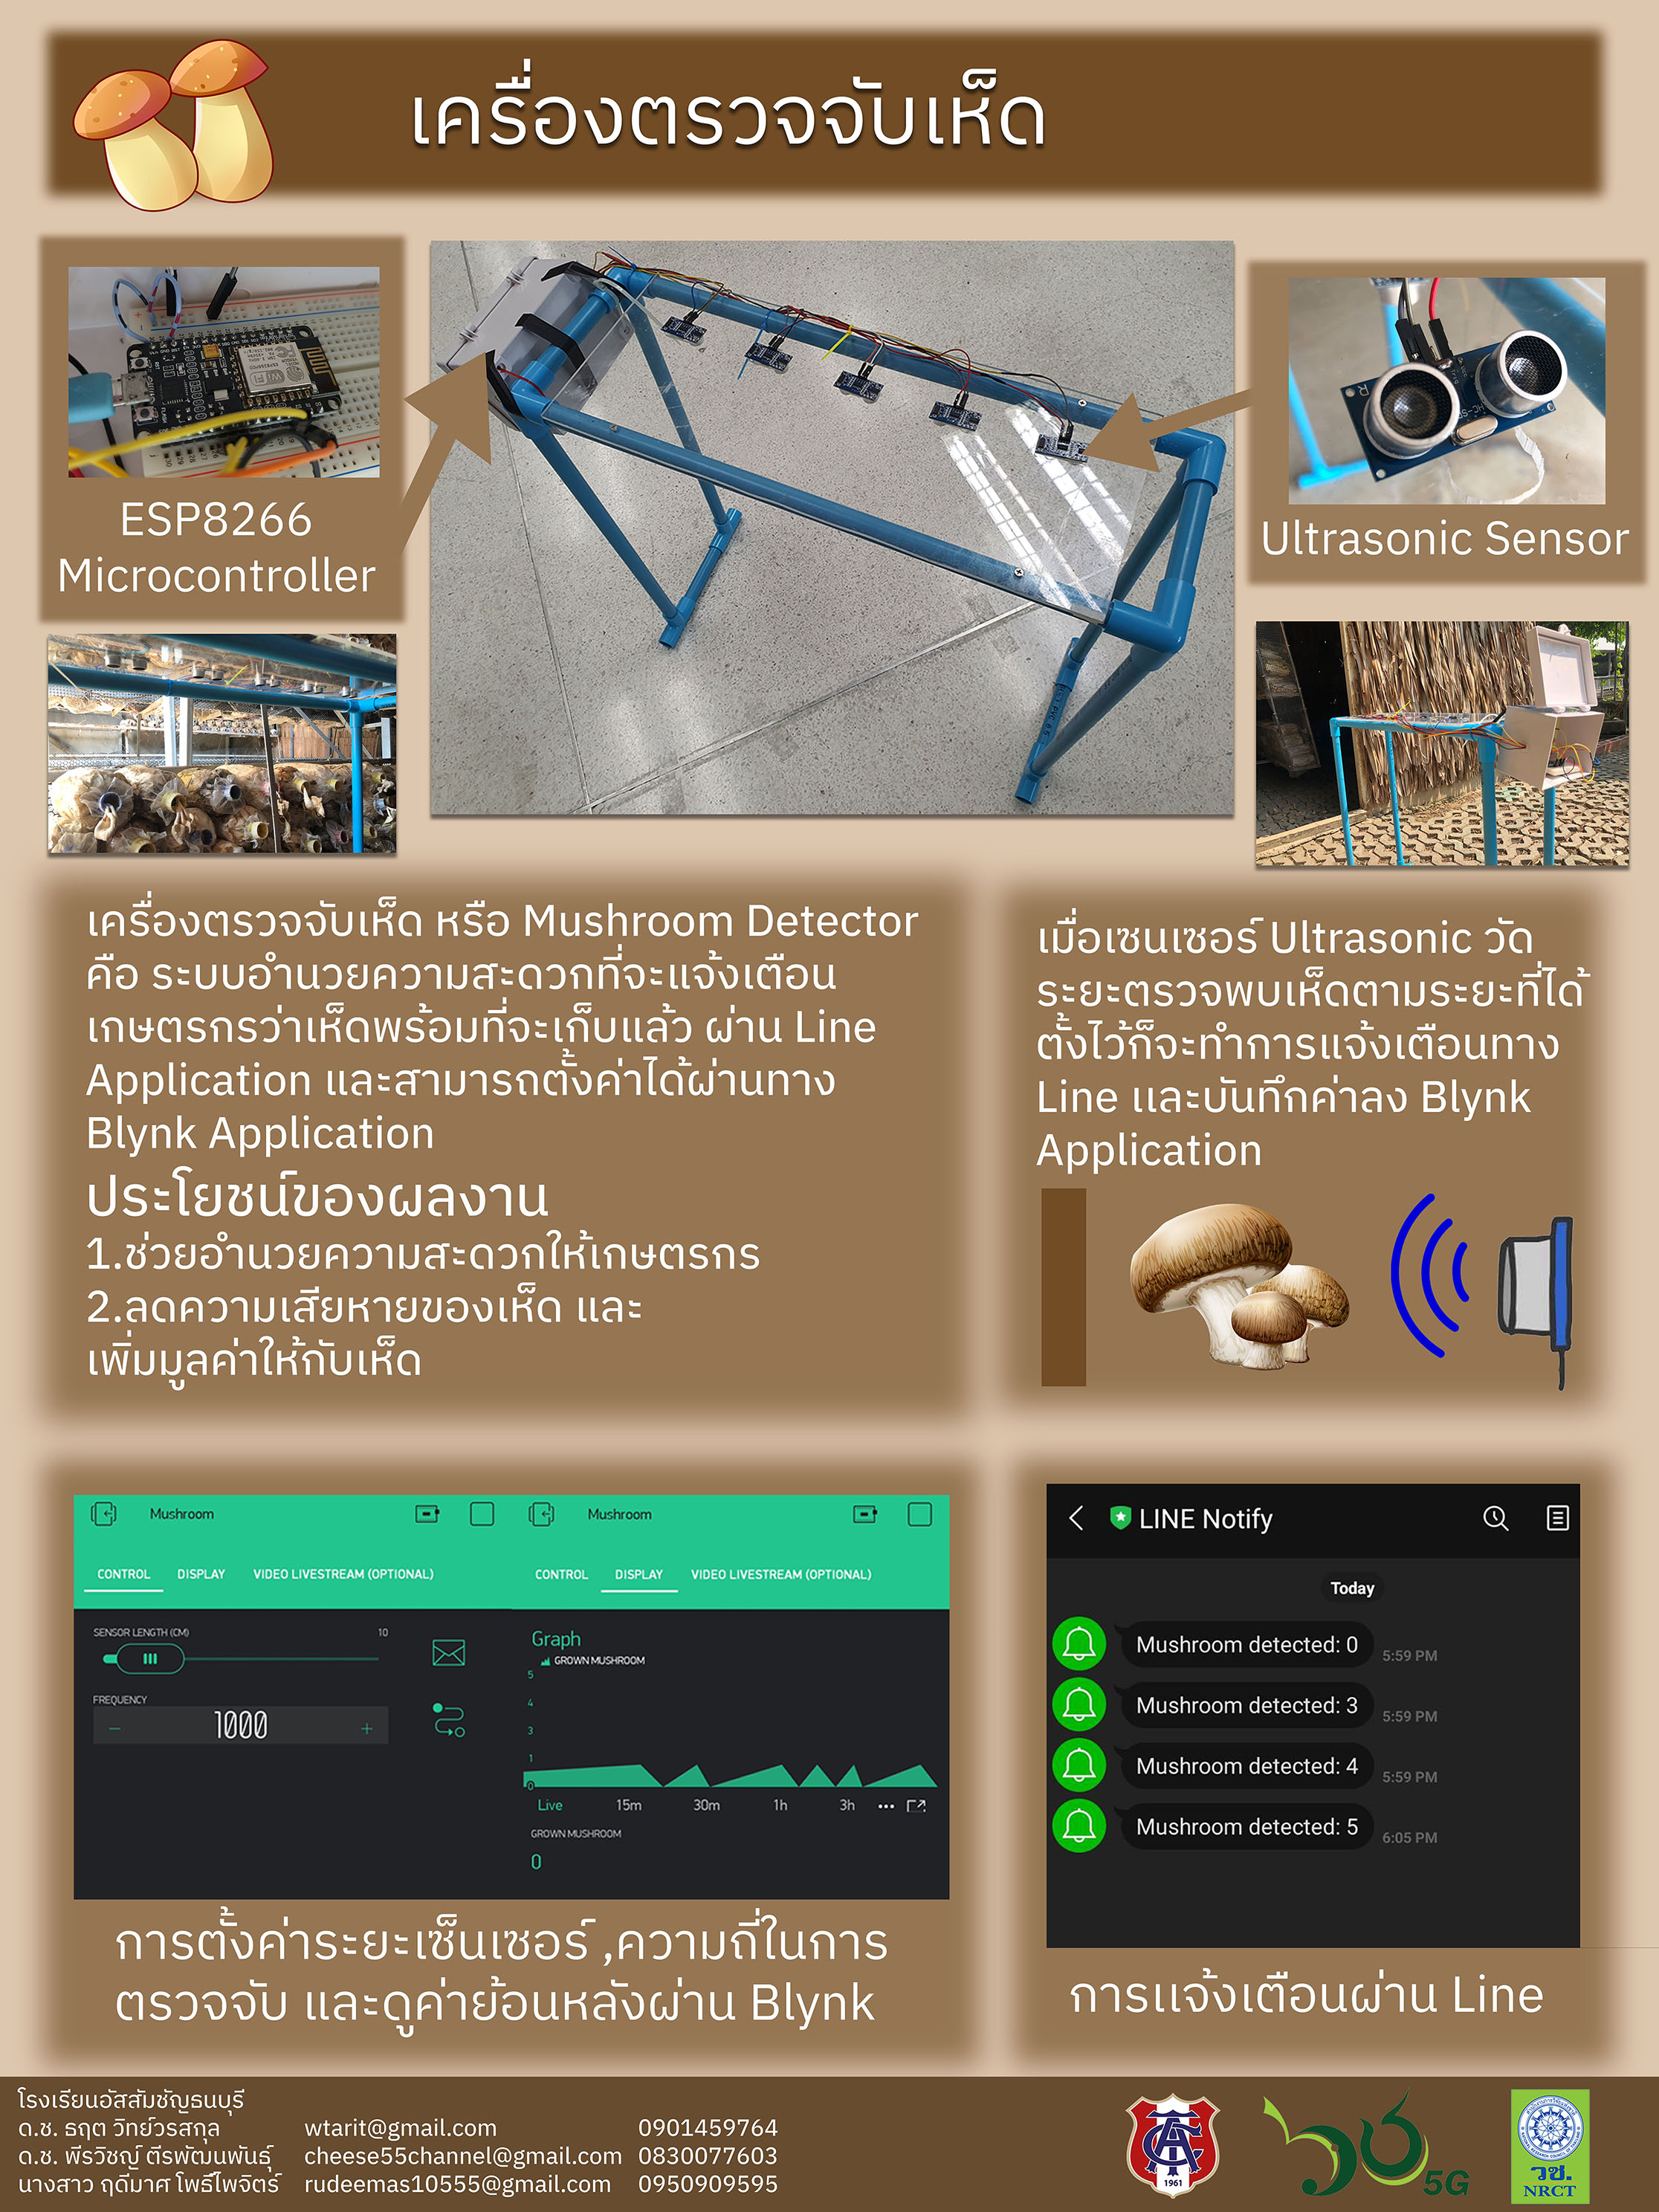 เครื่องตรวจจับเห็ด
ESP8266
Microcontroller
Ultrasonic Sensor
เครื่องตรวจจับเห็ด หรือ Mushroom Detector
คือ ระบบอำนวยความสะดวกที่จะแจ้งเตือน
เกษตรกรว่าเห็ดพร้อมที่จะเก็บแล้ว ผ่าน Line
Application และสามารถตั้งค่าได้ผ่านทาง
Blynk Application
ประโยชน์ของผลงาน
1.ช่วยอำนวยความสะดวกให้เกษตรกร
2.ลดความเสียหายของเห็ด และ
เพิ่มมูลค่าให้กับเห็ด
เมื่อเซนเซอร์ Ultrasonic วัด
ระยะตรวจพบเห็ดตามระยะที่ได้
ตั้งไว้ก็จะทำการแจ้งเตือนทาง
Line และบันทึกค่าลง Blynk
Application
Mushroom
CONTROL DISPLAY VIDEO LIVESTREAM (OPTIONAL)
SENSOR LENGTH (CM) 10
FREQUENCY
− 1000 +
Mushroom
CONTROL DISPLAY VIDEO LIVESTREAM (OPTIONAL)
Graph
GROWN MUSHROOM
5
4
3
1
0
Live 15m 30m 1h 3h
GROWN MUSHROOM
0
การตั้งค่าระยะเซ็นเซอร์ ,ความถี่ในการ
ตรวจจับ และดูค่าย้อนหลังผ่าน Blynk
LINE Notify
Today
Mushroom detected: 0 5:59 PM
Mushroom detected: 3 5:59 PM
Mushroom detected: 4 5:59 PM
Mushroom detected: 5 6:05 PM
การแจ้งเตือนผ่าน Line
โรงเรียนอัสสัมชัญธนบุรี
ด.ช. ธฤต วิทย์วรสกุล wtarit@gmail.com 0901459764
ด.ช. พีรวิชญ์ ตีรพัฒนพันธุ์ cheese55channel@gmail.com 0830077603
นางสาว ฤดีมาศ โพธิ์ไพจิตร์ rudeemas10555@gmail.com 0950909595
1961
5G
วช.
NRCT